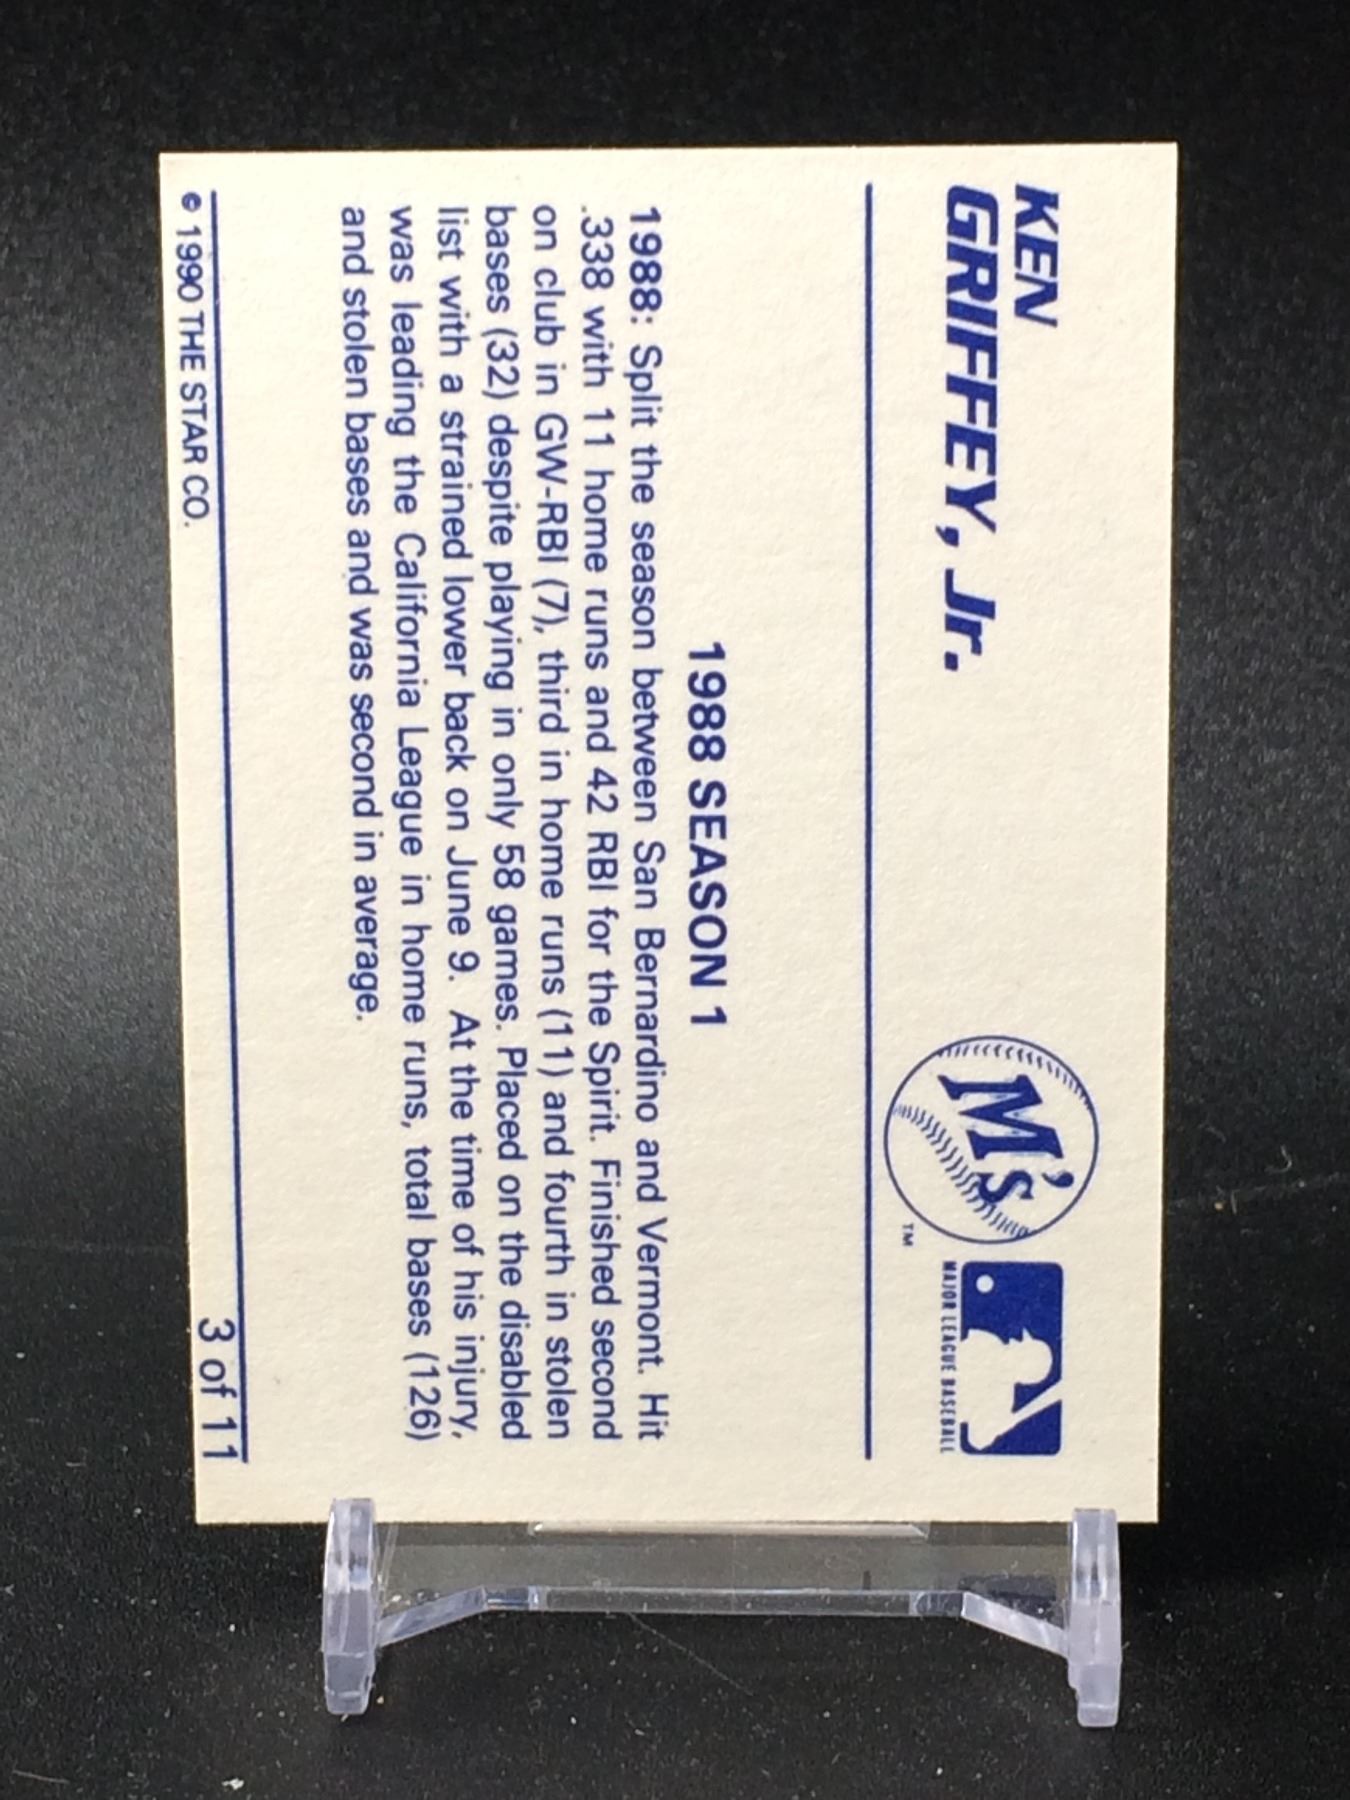 KEN
GRIFFEY, Jr.
M's
TM
MAJOR LEAGUE BASEBALL
1988 SEASON 1
1988: Split the season between San Bernardino and Vermont. Hit
.338 with 11 home runs and 42 RBI for the Spirit. Finished second
on club in GW-RBI (7), third in home runs (11) and fourth in stolen
bases (32) despite playing in only 58 games. Placed on the disabled
list with a strained lower back on June 9. At the time of his injury,
was leading the California League in home runs, total bases (126)
and stolen bases and was second in average.
© 1990 THE STAR CO.
3 of 11